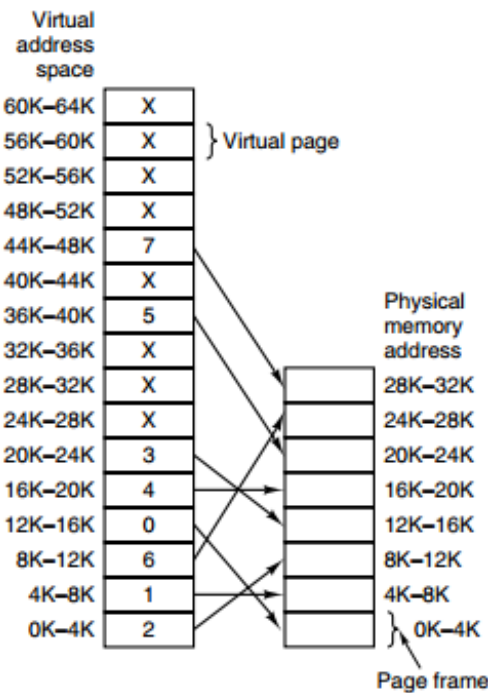 Virtual
address
space
60K–64K X
56K–60K X } Virtual page
52K–56K X
48K–52K X
44K–48K 7
40K–44K X
36K–40K 5
32K–36K X
28K–32K X
24K–28K X
20K–24K 3
16K–20K 4
12K–16K 0
8K–12K 6
4K–8K 1
0K–4K 2
Physical
memory
address
28K–32K
24K–28K
20K–24K
16K–20K
12K–16K
8K–12K
4K–8K
} 0K–4K
Page frame